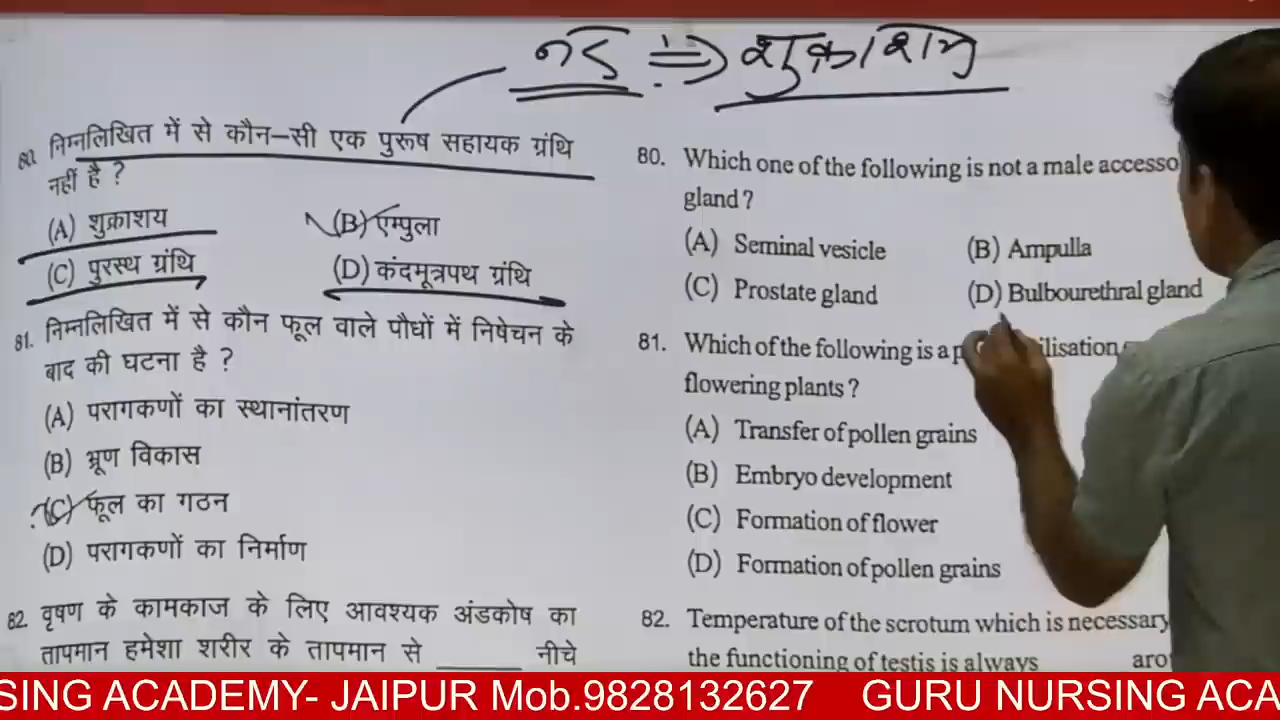 नर ⇒ शुक्राशय
80. निम्नलिखित में से कौन-सी एक पुरूष सहायक ग्रंथि
नहीं है ?
(A) शुक्राशय
(B) एम्पुला
(C) पुरस्थ ग्रंथि
(D) कंदमूत्रपथ ग्रंथि
81. निम्नलिखित में से कौन फूल वाले पौधों में निषेचन के
बाद की घटना है ?
(A) परागकणों का स्थानांतरण
(B) भ्रूण विकास
(C) फूल का गठन
(D) परागकणों का निर्माण
82. वृषण के कामकाज के लिए आवश्यक अंडकोष का
तापमान हमेशा शरीर के तापमान से ______ नीचे
80. Which one of the following is not a male accesso
gland ?
(A) Seminal vesicle
(B) Ampulla
(C) Prostate gland
(D) Bulbourethral gland
81. Which of the following is a p ilisation
flowering plants ?
(A) Transfer of pollen grains
(B) Embryo development
(C) Formation of flower
(D) Formation of pollen grains
82. Temperature of the scrotum which is necessary
the functioning of testis is always ______ aro
SING ACADEMY- JAIPUR Mob.9828132627 GURU NURSING ACA